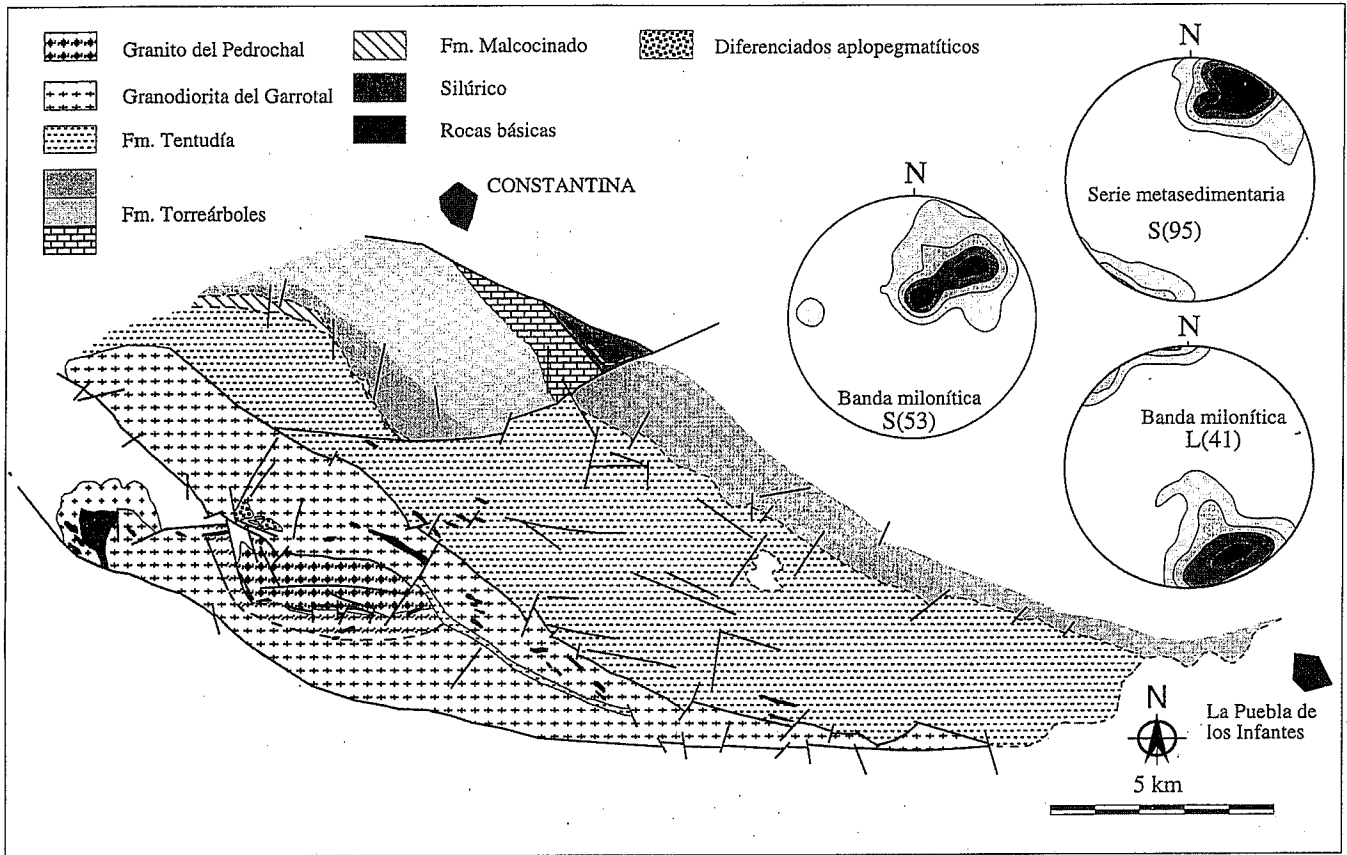 Granito del Pedrochal
Granodiorita del Garrotal
Fm. Tentudía
Fm. Torreárboles
Fm. Malcocinado
Silúrico
Rocas básicas
Diferenciados aplopegmatíticos
CONSTANTINA
N
Serie metasedimentaria
S(95)
N
Banda milonítica
S(53)
N
Banda milonítica
L(41)
N
La Puebla de
los Infantes
5 km